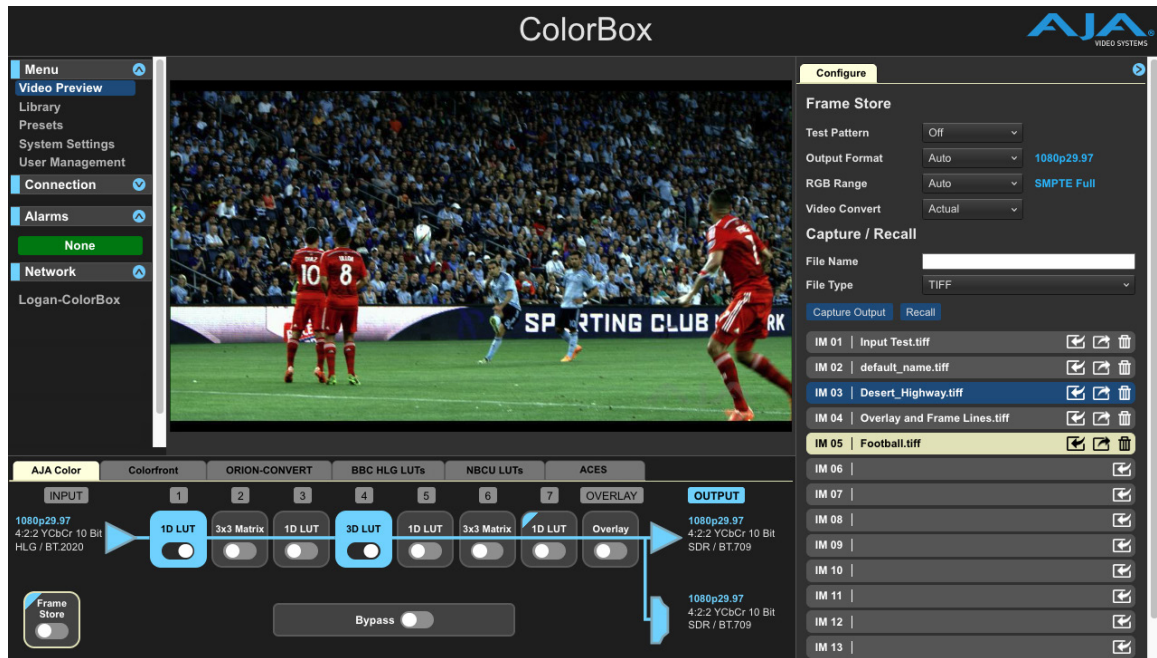 ColorBox
AJA
VIDEO SYSTEMS
Menu
Video Preview
Library
Presets
System Settings
User Management
Connection
Alarms
None
Network
Logan-ColorBox
10
8
SP RTING CLUB
RK
Configure
Frame Store
Test Pattern Off
Output Format Auto 1080p29.97
RGB Range Auto SMPTE Full
Video Convert Actual
Capture / Recall
File Name
File Type TIFF
Capture Output Recall
IM 01 | Input Test.tiff
IM 02 | default_name.tiff
IM 03 | Desert_Highway.tiff
IM 04 | Overlay and Frame Lines.tiff
IM 05 | Football.tiff
IM 06 |
IM 07 |
IM 08 |
IM 09 |
IM 10 |
IM 11 |
IM 12 |
IM 13 |
AJA Color Colorfront ORION-CONVERT BBC HLG LUTs NBCU LUTs ACES
INPUT 1 2 3 4 5 6 7 OVERLAY OUTPUT
1080p29.97
4:2:2 YCbCr 10 Bit
HLG / BT.2020
1D LUT 3x3 Matrix 1D LUT 3D LUT 1D LUT 3x3 Matrix 1D LUT Overlay
1080p29.97
4:2:2 YCbCr 10 Bit
SDR / BT.709
Frame
Store
Bypass
1080p29.97
4:2:2 YCbCr 10 Bit
SDR / BT.709